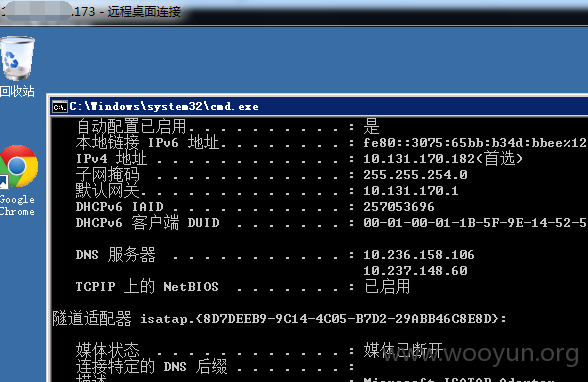 .173 - 远程桌面连接
回收站
Google
Chrome
C:\Windows\system32\cmd.exe
自动配置已启用. . . . . . . . . . : 是
本地链接 IPv6 地址. . . . . . . . : fe80::3075:65bb:b34d:bbee%12
IPv4 地址 . . . . . . . . . . . . : 10.131.170.182(首选)
子网掩码 . . . . . . . . . . . . : 255.255.254.0
默认网关. . . . . . . . . . . . . : 10.131.170.1
DHCPv6 IAID . . . . . . . . . . . : 257053696
DHCPv6 客户端 DUID . . . . . . . : 00-01-00-01-1B-5F-9E-14-52-5
DNS 服务器 . . . . . . . . . . . : 10.236.158.106
10.237.148.60
TCPIP 上的 NetBIOS . . . . . . . : 已启用
隧道适配器 isatap.{8D7DEEB9-9C14-4C05-B7D2-29ABB46C8E8D}:
媒体状态 . . . . . . . . . . . . : 媒体已断开
连接特定的 DNS 后缀 . . . . . . . :
描述. . . . . . . . . . . . . . . : Microsoft ISATAP Adapter
www.wooyun.org